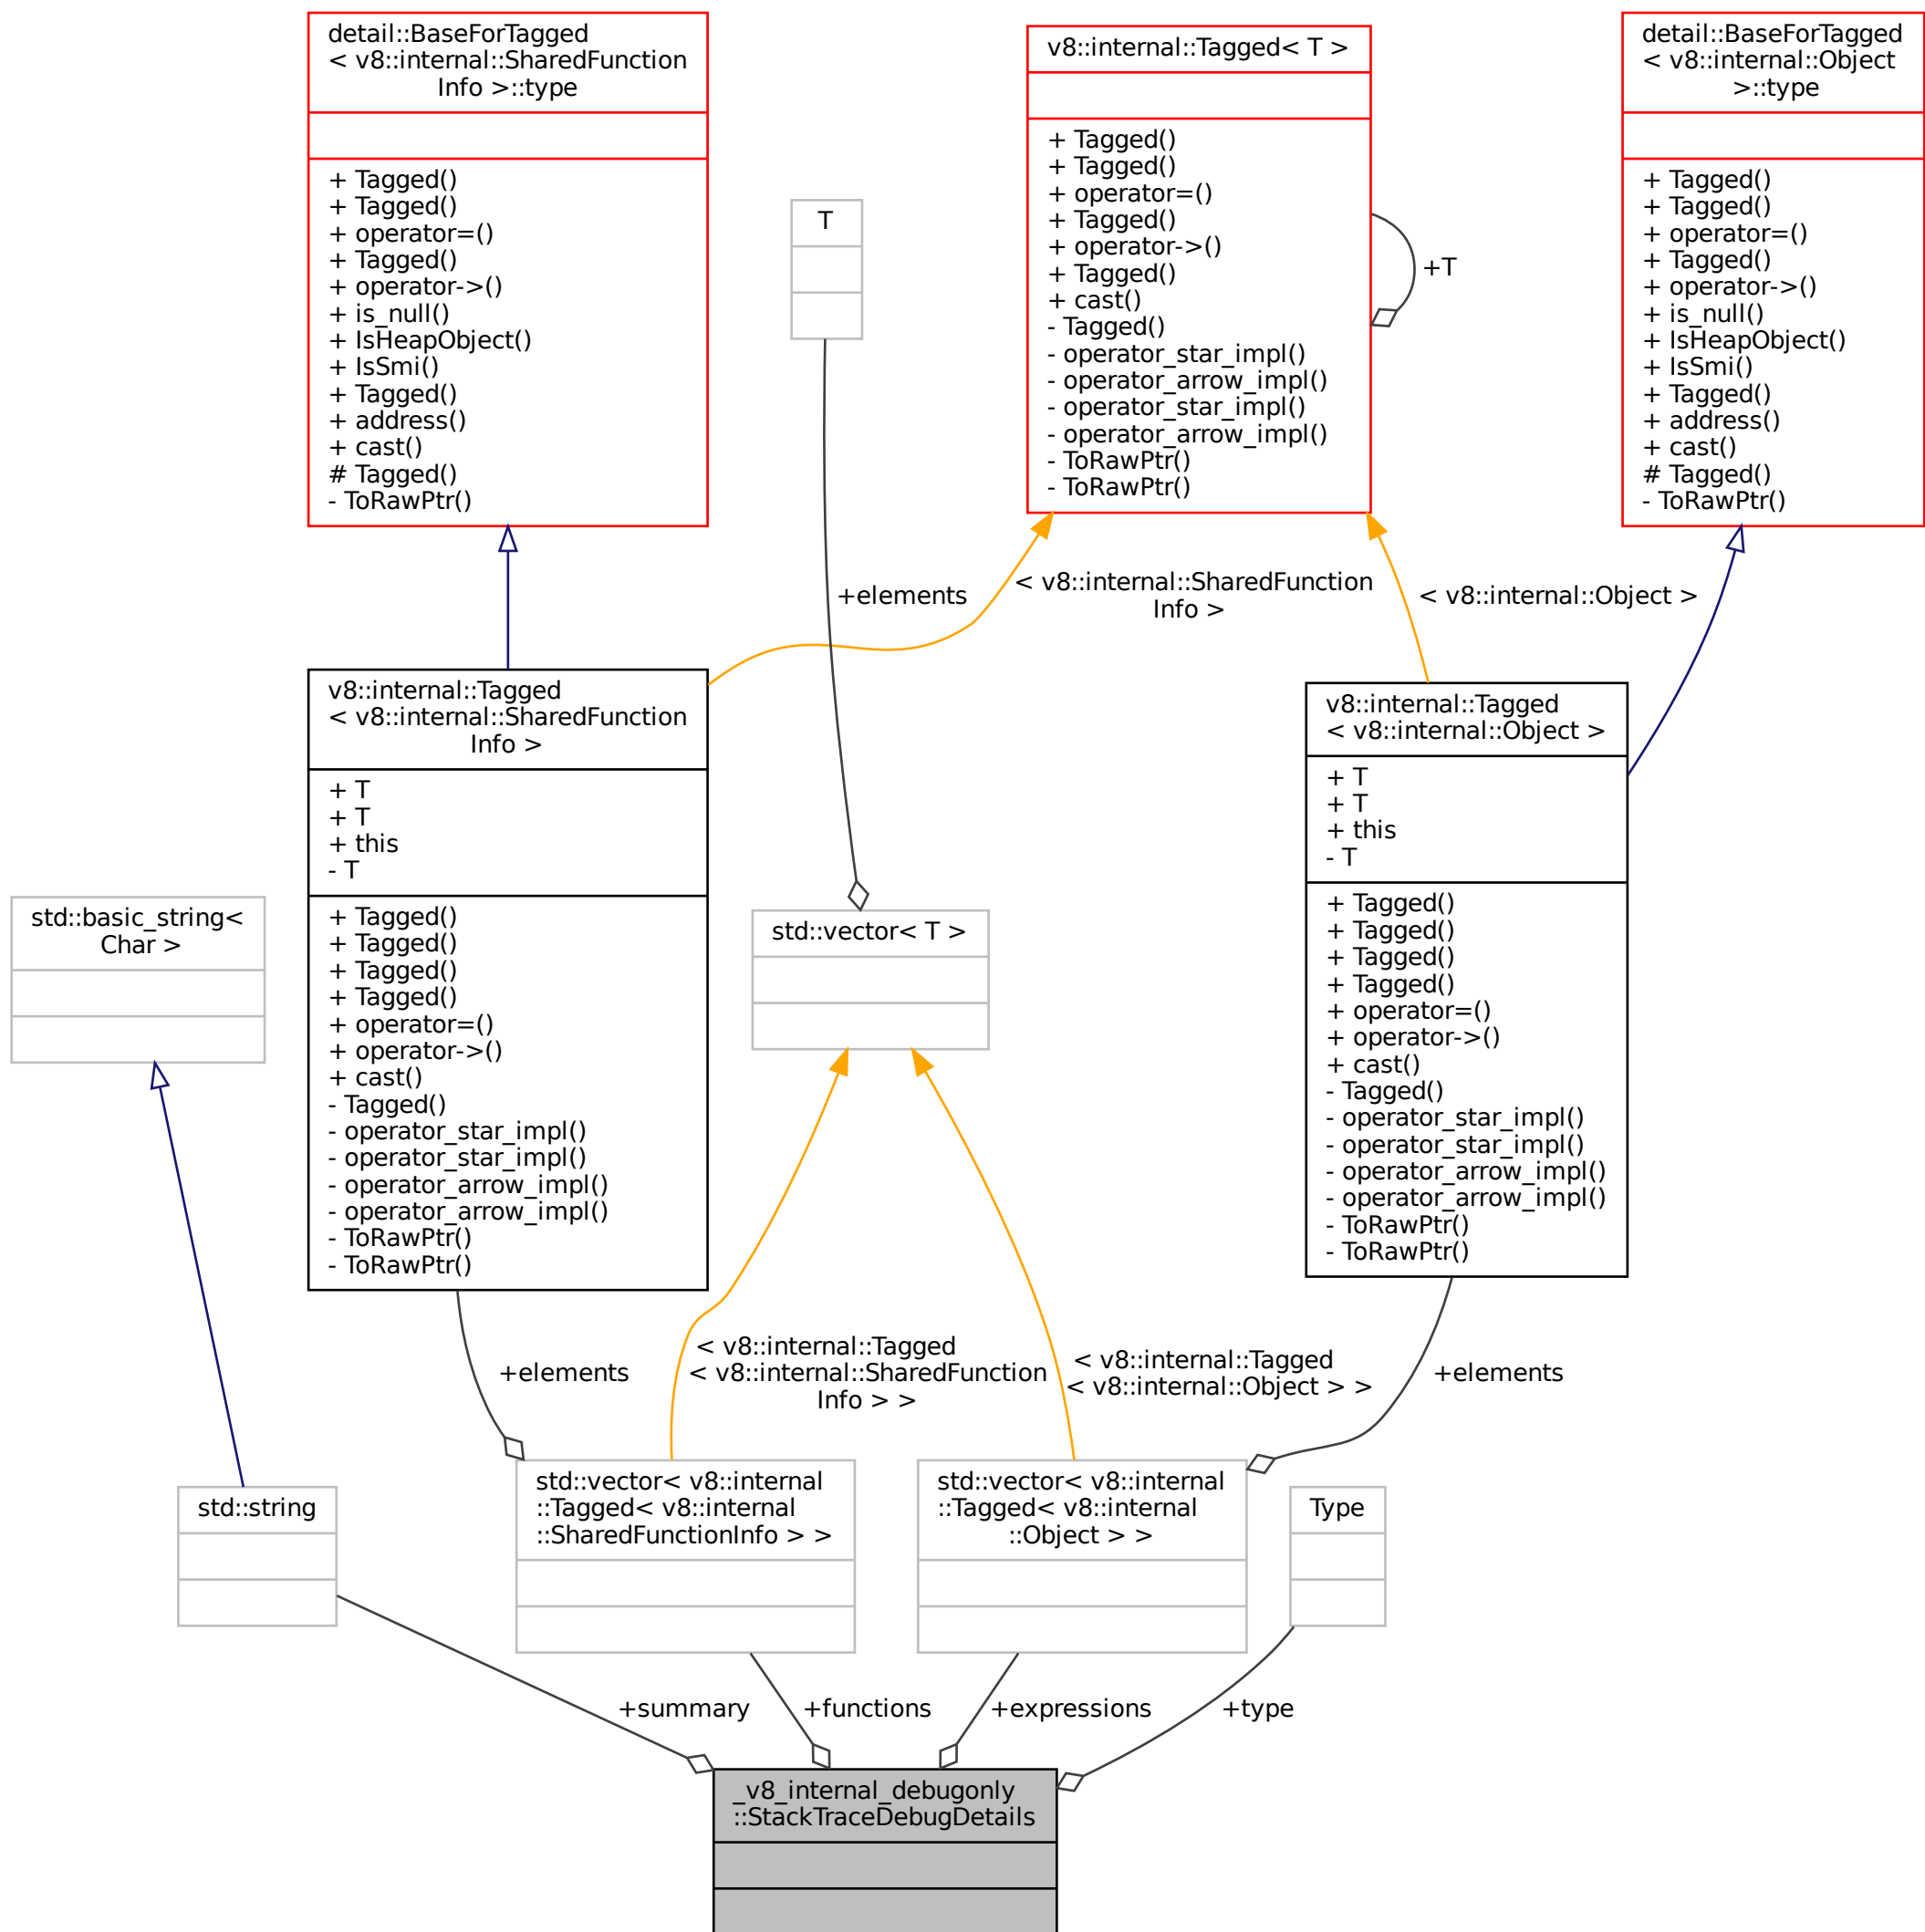 detail::BaseForTagged
< v8::internal::SharedFunction
Info >::type
+ Tagged()
+ Tagged()
+ operator=()
+ Tagged()
+ operator->()
+ is_null()
+ IsHeapObject()
+ IsSmi()
+ Tagged()
+ address()
+ cast()
# Tagged()
- ToRawPtr()
T
v8::internal::Tagged< T >
+ Tagged()
+ Tagged()
+ operator=()
+ Tagged()
+ operator->()
+ Tagged()
+ cast()
- Tagged()
- operator_star_impl()
- operator_arrow_impl()
- operator_star_impl()
- operator_arrow_impl()
- ToRawPtr()
- ToRawPtr()
+T
detail::BaseForTagged
< v8::internal::Object
>::type
+ Tagged()
+ Tagged()
+ operator=()
+ Tagged()
+ operator->()
+ is_null()
+ IsHeapObject()
+ IsSmi()
+ Tagged()
+ address()
+ cast()
# Tagged()
- ToRawPtr()
+elements
< v8::internal::SharedFunction
Info >
< v8::internal::Object >
v8::internal::Tagged
< v8::internal::SharedFunction
Info >
+ T
+ T
+ this
- T
+ Tagged()
+ Tagged()
+ Tagged()
+ Tagged()
+ operator=()
+ operator->()
+ cast()
- Tagged()
- operator_star_impl()
- operator_star_impl()
- operator_arrow_impl()
- operator_arrow_impl()
- ToRawPtr()
- ToRawPtr()
v8::internal::Tagged
< v8::internal::Object >
+ T
+ T
+ this
- T
+ Tagged()
+ Tagged()
+ Tagged()
+ Tagged()
+ operator=()
+ operator->()
+ cast()
- Tagged()
- operator_star_impl()
- operator_star_impl()
- operator_arrow_impl()
- operator_arrow_impl()
- ToRawPtr()
- ToRawPtr()
std::basic_string<
Char >
std::vector< T >
+elements
< v8::internal::Tagged
< v8::internal::SharedFunction
Info > >
< v8::internal::Tagged
< v8::internal::Object > >
+elements
std::string
std::vector< v8::internal
::Tagged< v8::internal
::SharedFunctionInfo > >
std::vector< v8::internal
::Tagged< v8::internal
::Object > >
Type
+summary
+functions
+expressions
+type
_v8_internal_debugonly
::StackTraceDebugDetails